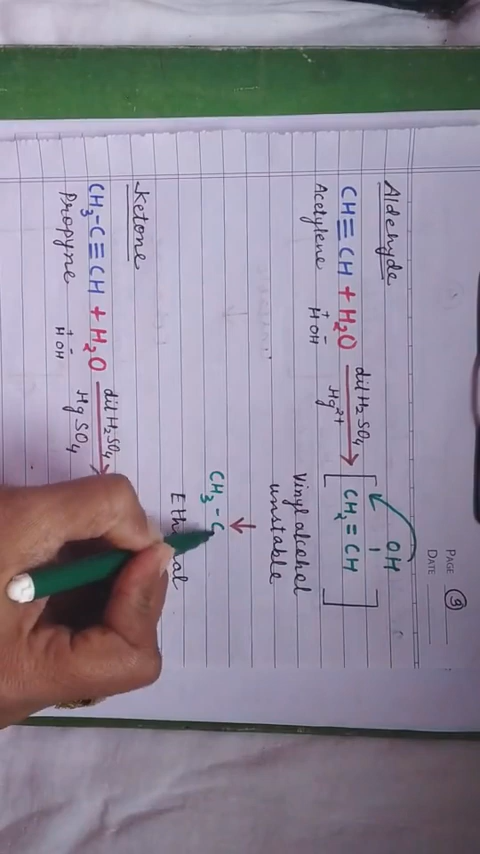 PAGE 9
DATE
Aldehyde
OH
CH≡CH + H₂O dil H₂SO₄ Hg²⁺ [CH₂=CH]
Acetylene H⁺ OH⁻
Vinyl alcohol
unstable
CH₃-C
Ketone
CH₃-C≡CH + H₂O dil H₂SO₄ HgSO₄
Propyne H⁺ OH⁻